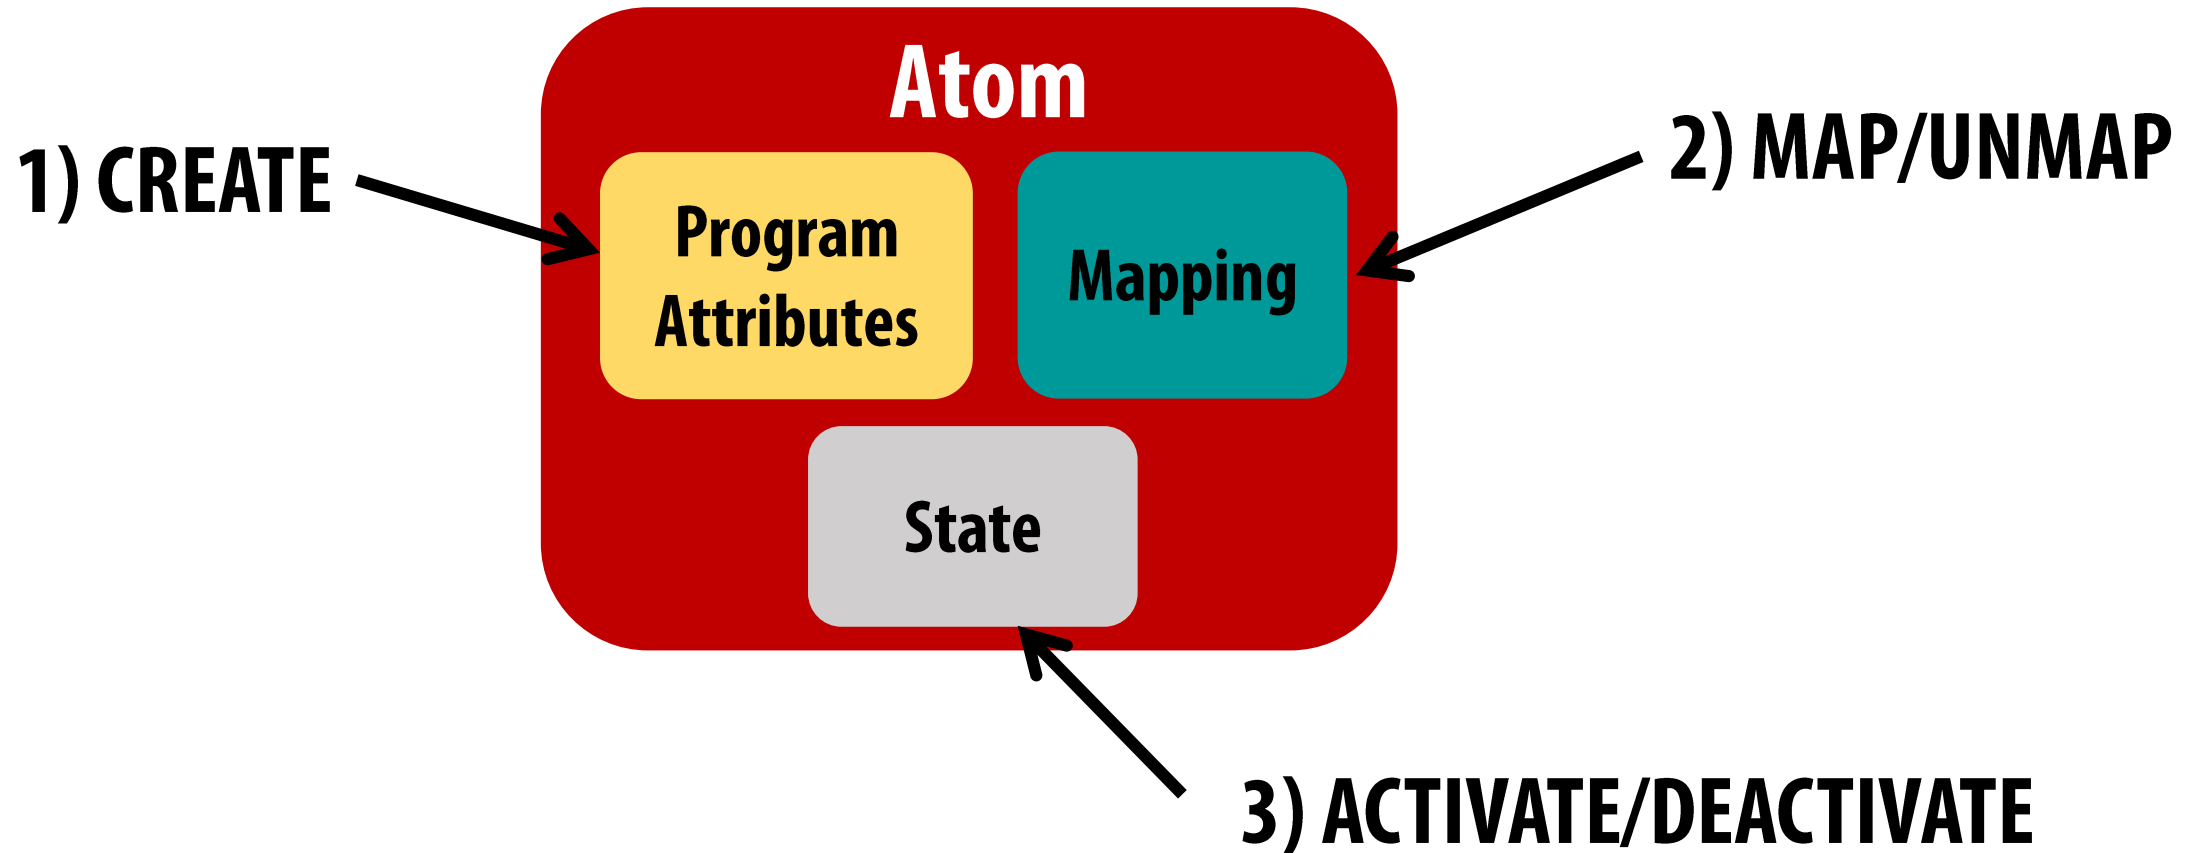 Atom
1) CREATE
Program
Attributes
Mapping
2) MAP/UNMAP
State
3) ACTIVATE/DEACTIVATE